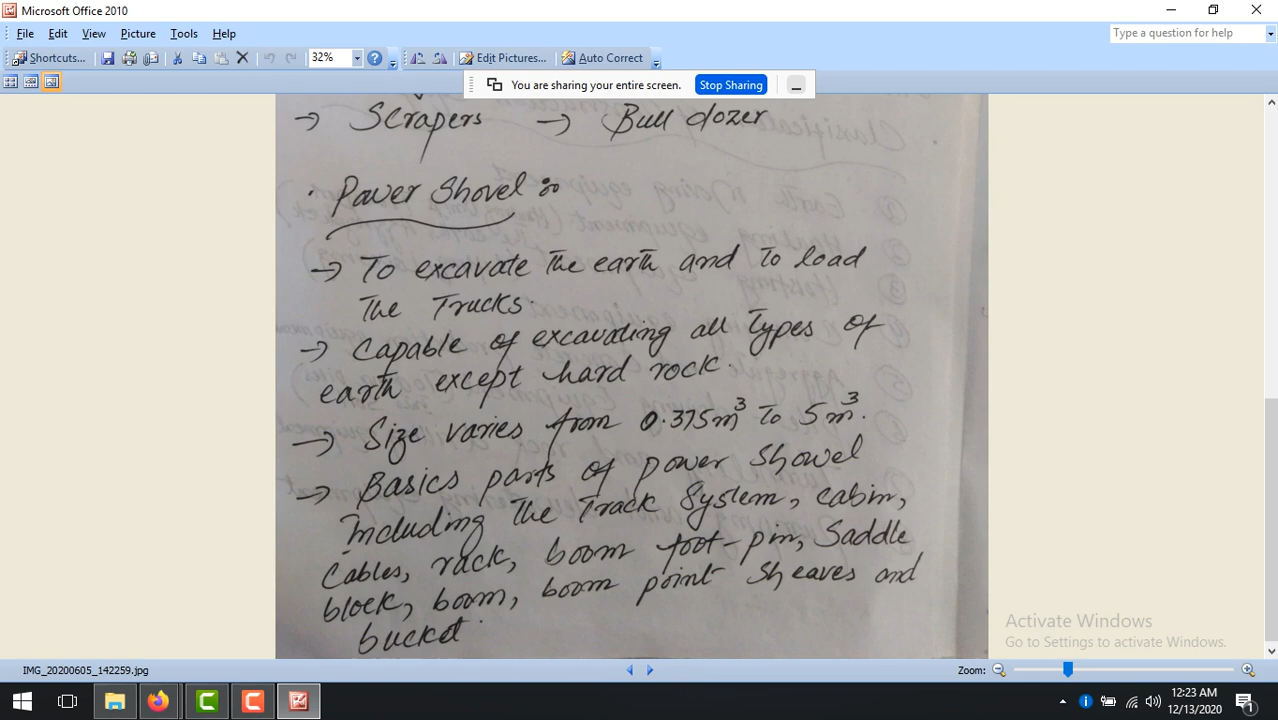 Microsoft Office 2010
File Edit View Picture Tools Help
Type a question for help
Shortcuts... 32% Edit Pictures... Auto Correct
You are sharing your entire screen. Stop Sharing
→ Scrapers → Bull dozer
Power Shovel :-
→ To excavate the earth and To load
The Trucks.
→ Capable of excavating all Types of
earth except hard rock.
→ Size varies from 0.375m³ To 5m³.
→ Basics parts of power Showel
Including The Track System, cabin,
Cables, rack, boom foot-pin, Saddle
block, boom, boom point Sheaves and
bucket.
Activate Windows
Go to Settings to activate Windows.
IMG_20200605_142259.jpg
Zoom:
12:23 AM
12/13/2020
1